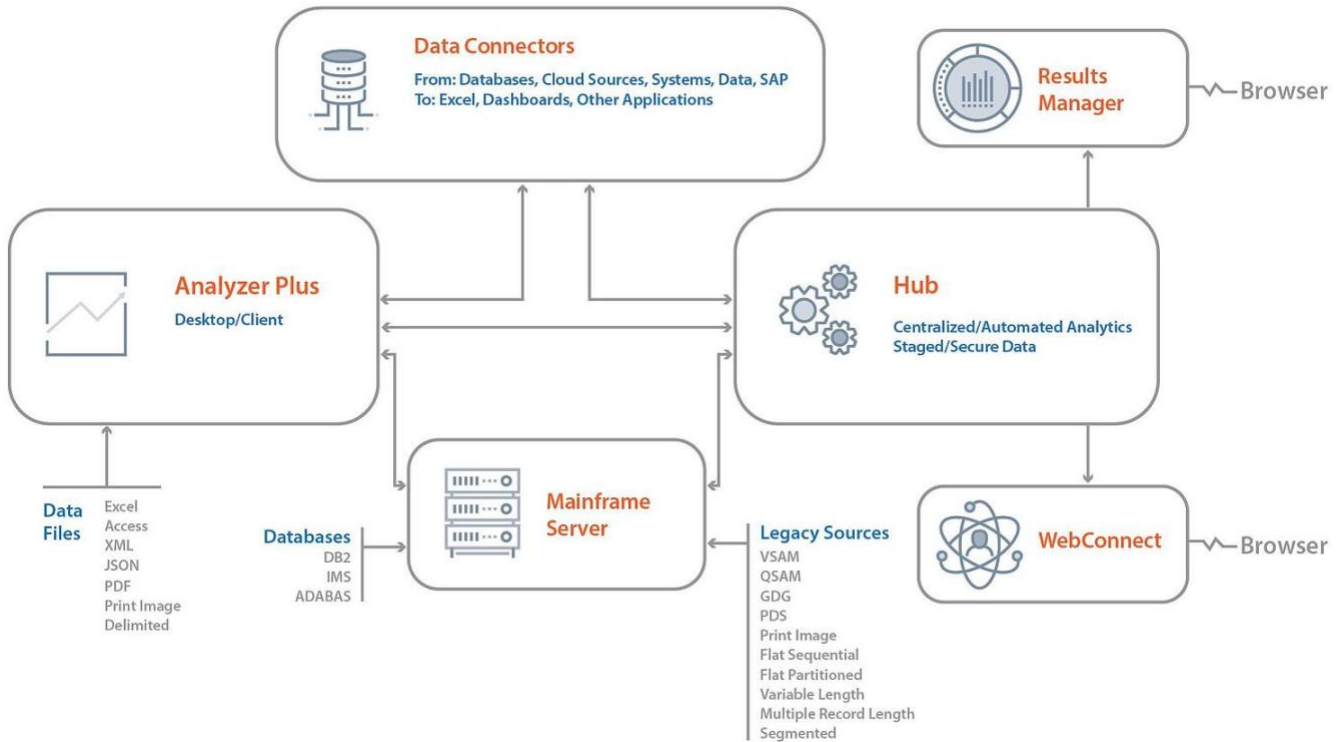 Data Connectors
From: Databases, Cloud Sources, Systems, Data, SAP
To: Excel, Dashboards, Other Applications
Results
Manager
Browser
Analyzer Plus
Desktop/Client
Hub
Centralized/Automated Analytics
Staged/Secure Data
Data
Files
Excel
Access
XML
JSON
PDF
Print Image
Delimited
Databases
DB2
IMS
ADABAS
Mainframe
Server
Legacy Sources
VSAM
QSAM
GDG
PDS
Print Image
Flat Sequential
Flat Partitioned
Variable Length
Multiple Record Length
Segmented
WebConnect
Browser